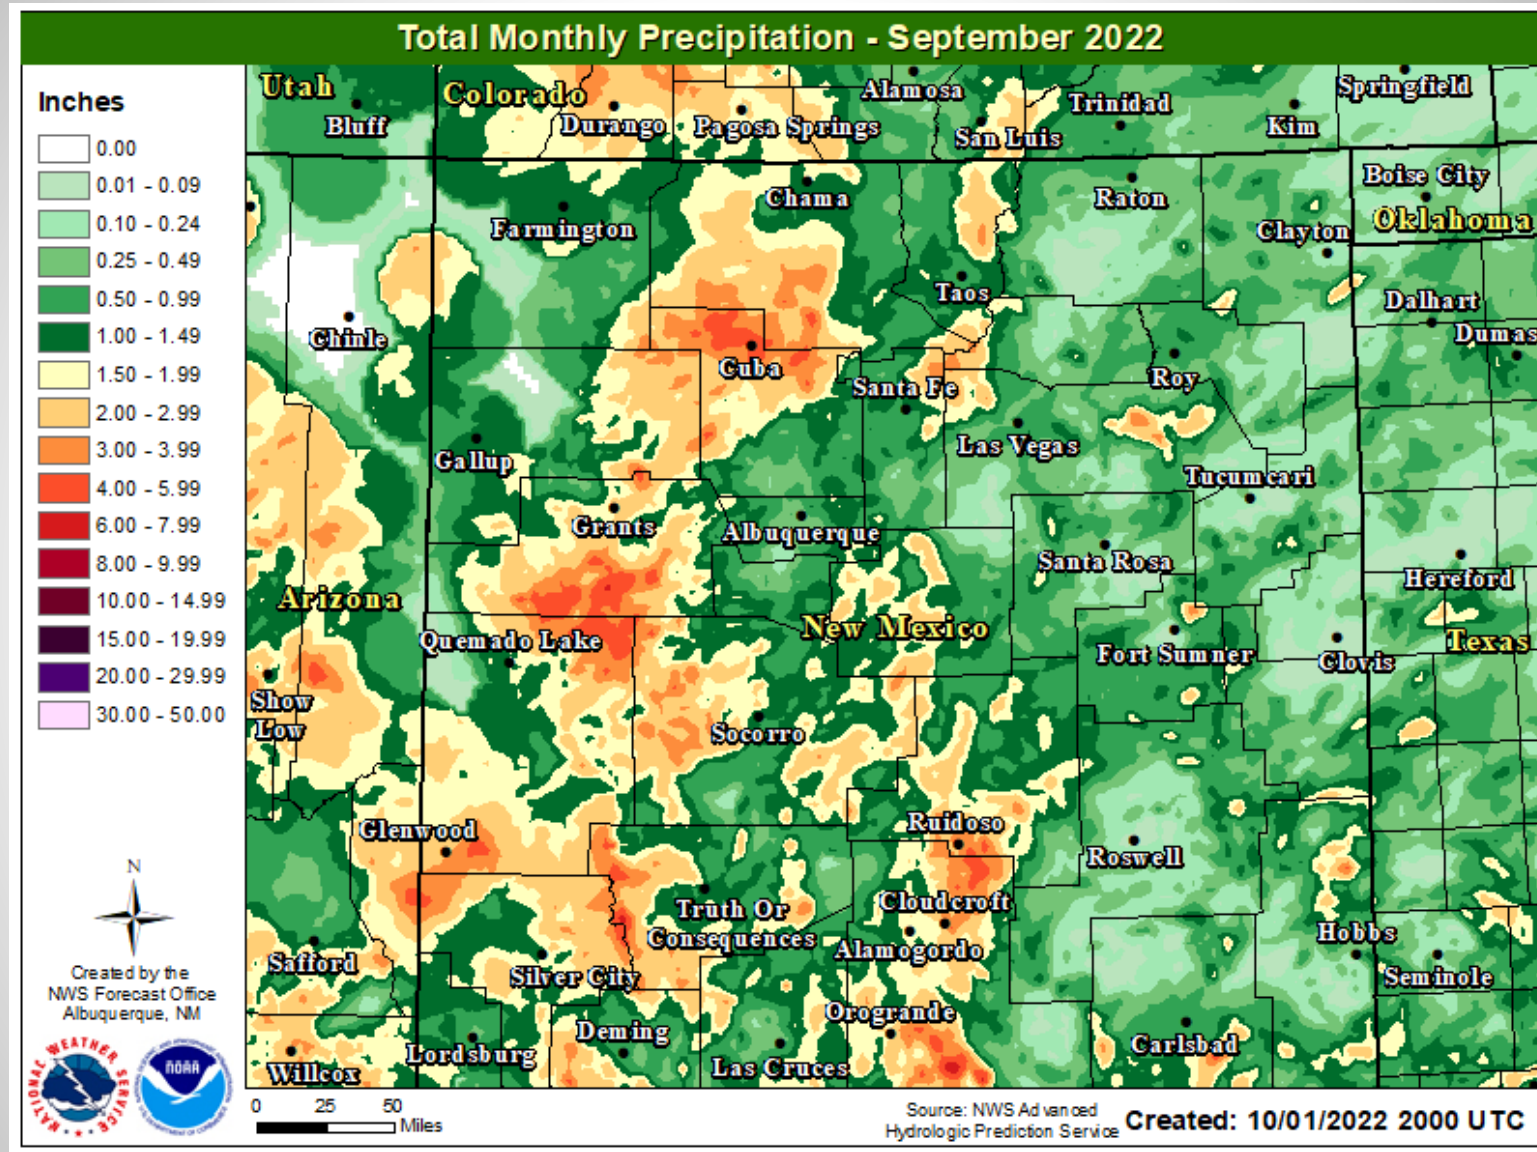 Total Monthly Precipitation - September 2022
Inches
0.00
0.01 - 0.09
0.10 - 0.24
0.25 - 0.49
0.50 - 0.99
1.00 - 1.49
1.50 - 1.99
2.00 - 2.99
3.00 - 3.99
4.00 - 5.99
6.00 - 7.99
8.00 - 9.99
10.00 - 14.99
15.00 - 19.99
20.00 - 29.99
30.00 - 50.00
Utah
Colorado
Alamosa
Springfield
Bluff
Durango
Pagosa Springs
San Luis
Trinidad
Kim
Farmington
Chama
Raton
Boise City
Oklahoma
Clayton
Taos
Dalhart
Chinle
Cuba
Santa Fe
Roy
Dumas
Gallup
Las Vegas
Tucumcari
Grants
Albuquerque
Santa Rosa
Hereford
Arizona
New Mexico
Quemado Lake
Fort Sumner
Clovis
Texas
Show
Low
Socorro
Glenwood
Ruidoso
Roswell
Truth Or
Consequences
Cloudcroft
Alamogordo
Hobbs
Safford
Silver City
Seminole
Orogrande
Lordsburg
Deming
Las Cruces
Carlsbad
Willcox
N
Created by the
NWS Forecast Office
Albuquerque, NM
NATIONAL WEATHER SERVICE
NOAA
0 25 50
Miles
Source: NWS Advanced
Hydrologic Prediction Service
Created: 10/01/2022 2000 UTC